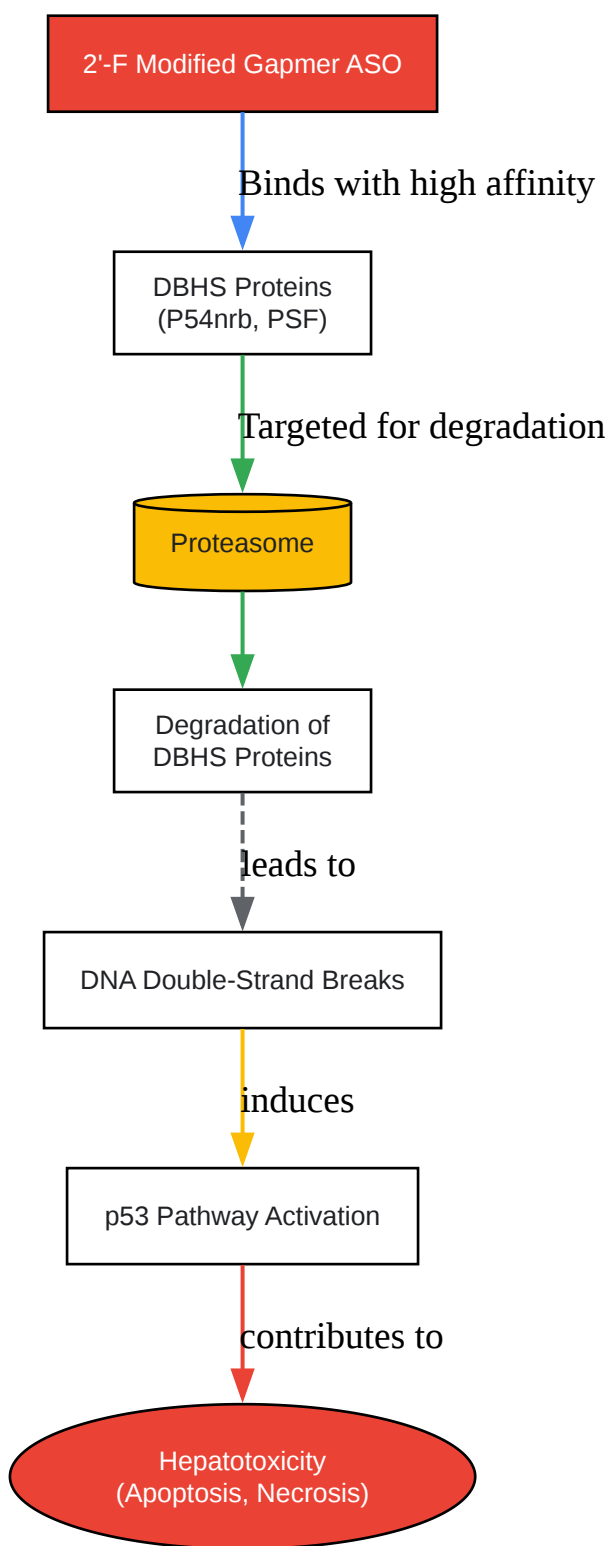 2'-F Modified Gapmer ASO
Binds with high affinity
DBHS Proteins
(P54nrb, PSF)
Targeted for degradation
Proteasome
Degradation of
DBHS Proteins
leads to
DNA Double-Strand Breaks
induces
p53 Pathway Activation
contributes to
Hepatotoxicity
(Apoptosis, Necrosis)